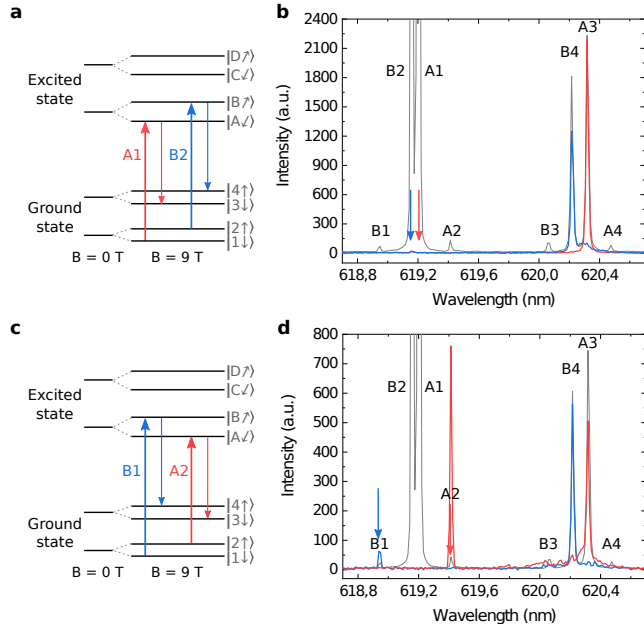 a
Excited
state
Ground
state
|D↗⟩
|C↙⟩
|B↗⟩
|A↙⟩
A1
B2
|4↑⟩
|3↓⟩
|2↑⟩
|1↓⟩
B = 0 T B = 9 T
b
Intensity (a.u.)
2400
2100
1800
1500
1200
900
600
300
0
B2 A1
A3
B4
B1 A2 B3 A4
618,8 619,2 619,6 620,0 620,4
Wavelength (nm)
c
Excited
state
Ground
state
|D↗⟩
|C↙⟩
|B↗⟩
|A↙⟩
B1
A2
|4↑⟩
|3↓⟩
|2↑⟩
|1↓⟩
B = 0 T B = 9 T
d
Intensity (a.u.)
800
700
600
500
400
300
200
100
0
B2 A1
A3
B4
A2
B1 B3 A4
618,8 619,2 619,6 620,0 620,4
Wavelength (nm)